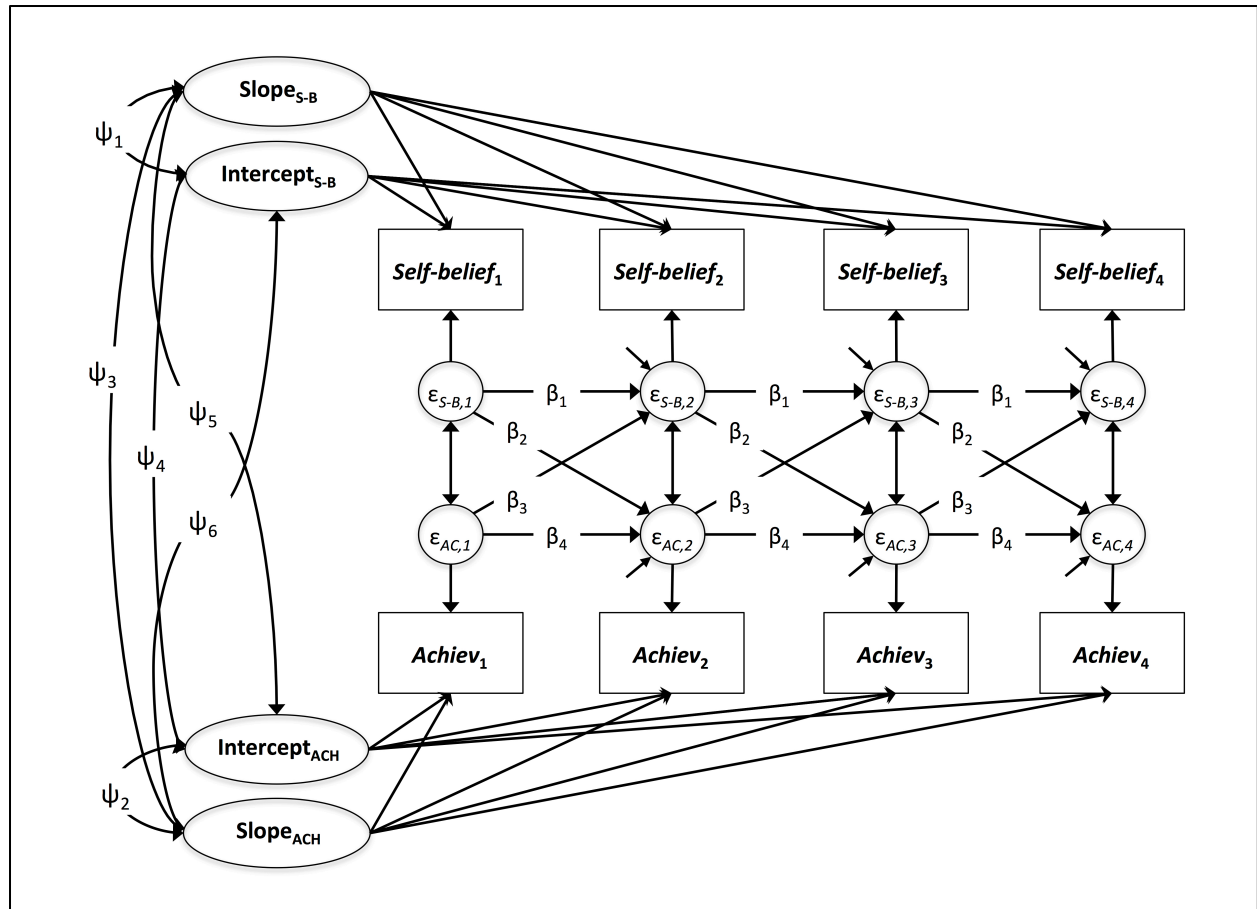 Slope S-B
ψ1
Intercept S-B
Self-belief1 Self-belief2 Self-belief3 Self-belief4
ψ3
ψ5
ψ4
ψ6
εS-B,1 β1 εS-B,2 β1 εS-B,3 β1 εS-B,4
β2 β2 β2
β3 β3 β3
εAC,1 β4 εAC,2 β4 εAC,3 β4 εAC,4
Achiev1 Achiev2 Achiev3 Achiev4
Intercept ACH
ψ2
Slope ACH